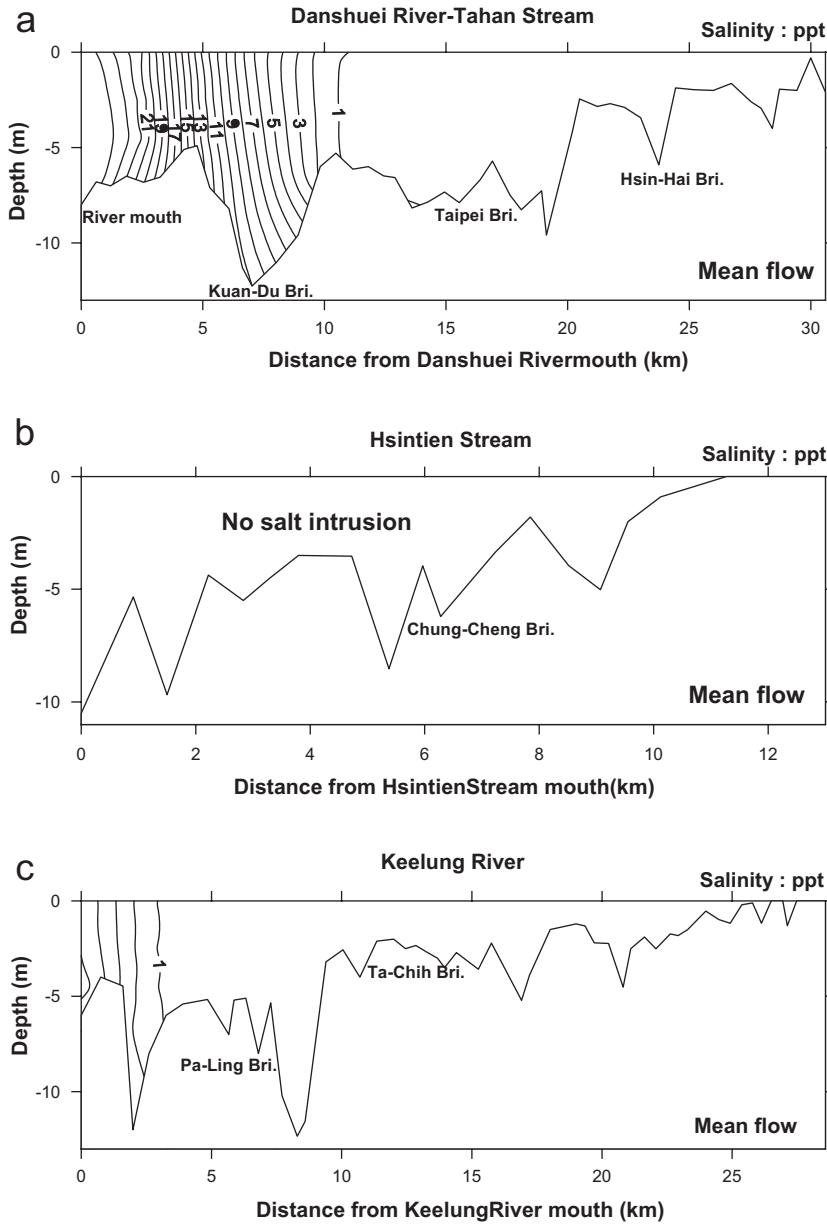 a
Danshuei River-Tahan Stream
Salinity : ppt
0
-5
-10
Depth (m)
21
19
17
15
13
11
9
7
5
3
1
River mouth
Kuan-Du Bri.
Taipei Bri.
Hsin-Hai Bri.
Mean flow
0 5 10 15 20 25 30
Distance from Danshuei Rivermouth (km)
b
Hsintien Stream
Salinity : ppt
0
-5
-10
Depth (m)
No salt intrusion
Chung-Cheng Bri.
Mean flow
0 2 4 6 8 10 12
Distance from HsintienStream mouth(km)
c
Keelung River
Salinity : ppt
0
-5
-10
Depth (m)
1
Ta-Chih Bri.
Pa-Ling Bri.
Mean flow
0 5 10 15 20 25
Distance from KeelungRiver mouth (km)